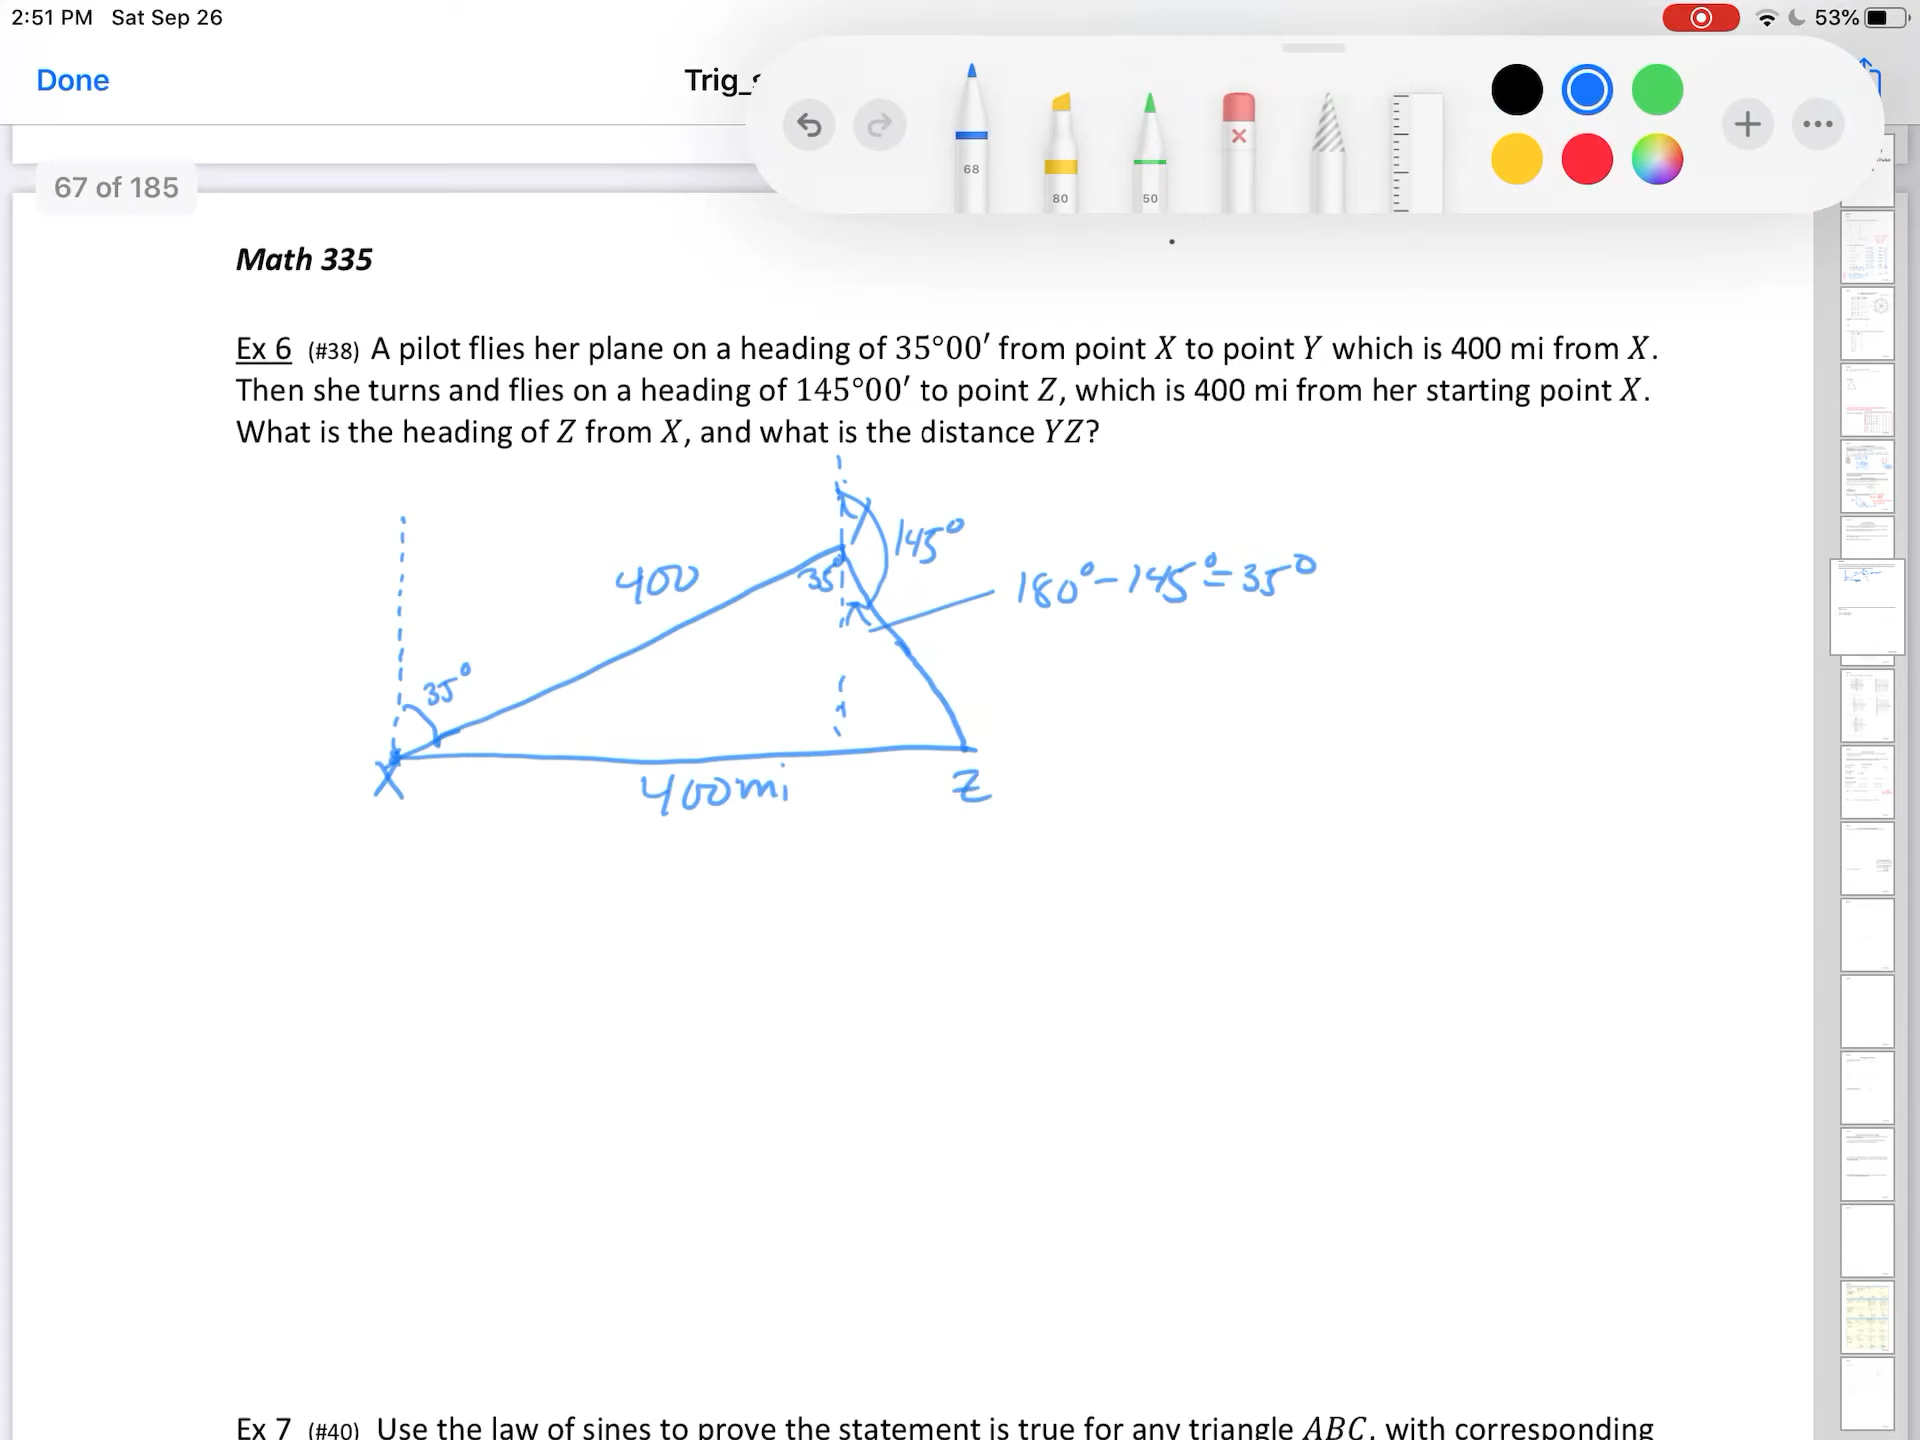 2:51 PM Sat Sep 26
53%
Done
Trig_
68
80
50
67 of 185
Math 335
Ex 6 (#38) A pilot flies her plane on a heading of 35°00′ from point X to point Y which is 400 mi from X.
Then she turns and flies on a heading of 145°00′ to point Z, which is 400 mi from her starting point X.
What is the heading of Z from X, and what is the distance YZ?
145°
400
35°
180° - 145° = 35°
35°
X
400mi
Z
Ex 7 (#40) Use the law of sines to prove the statement is true for any triangle ABC, with corresponding